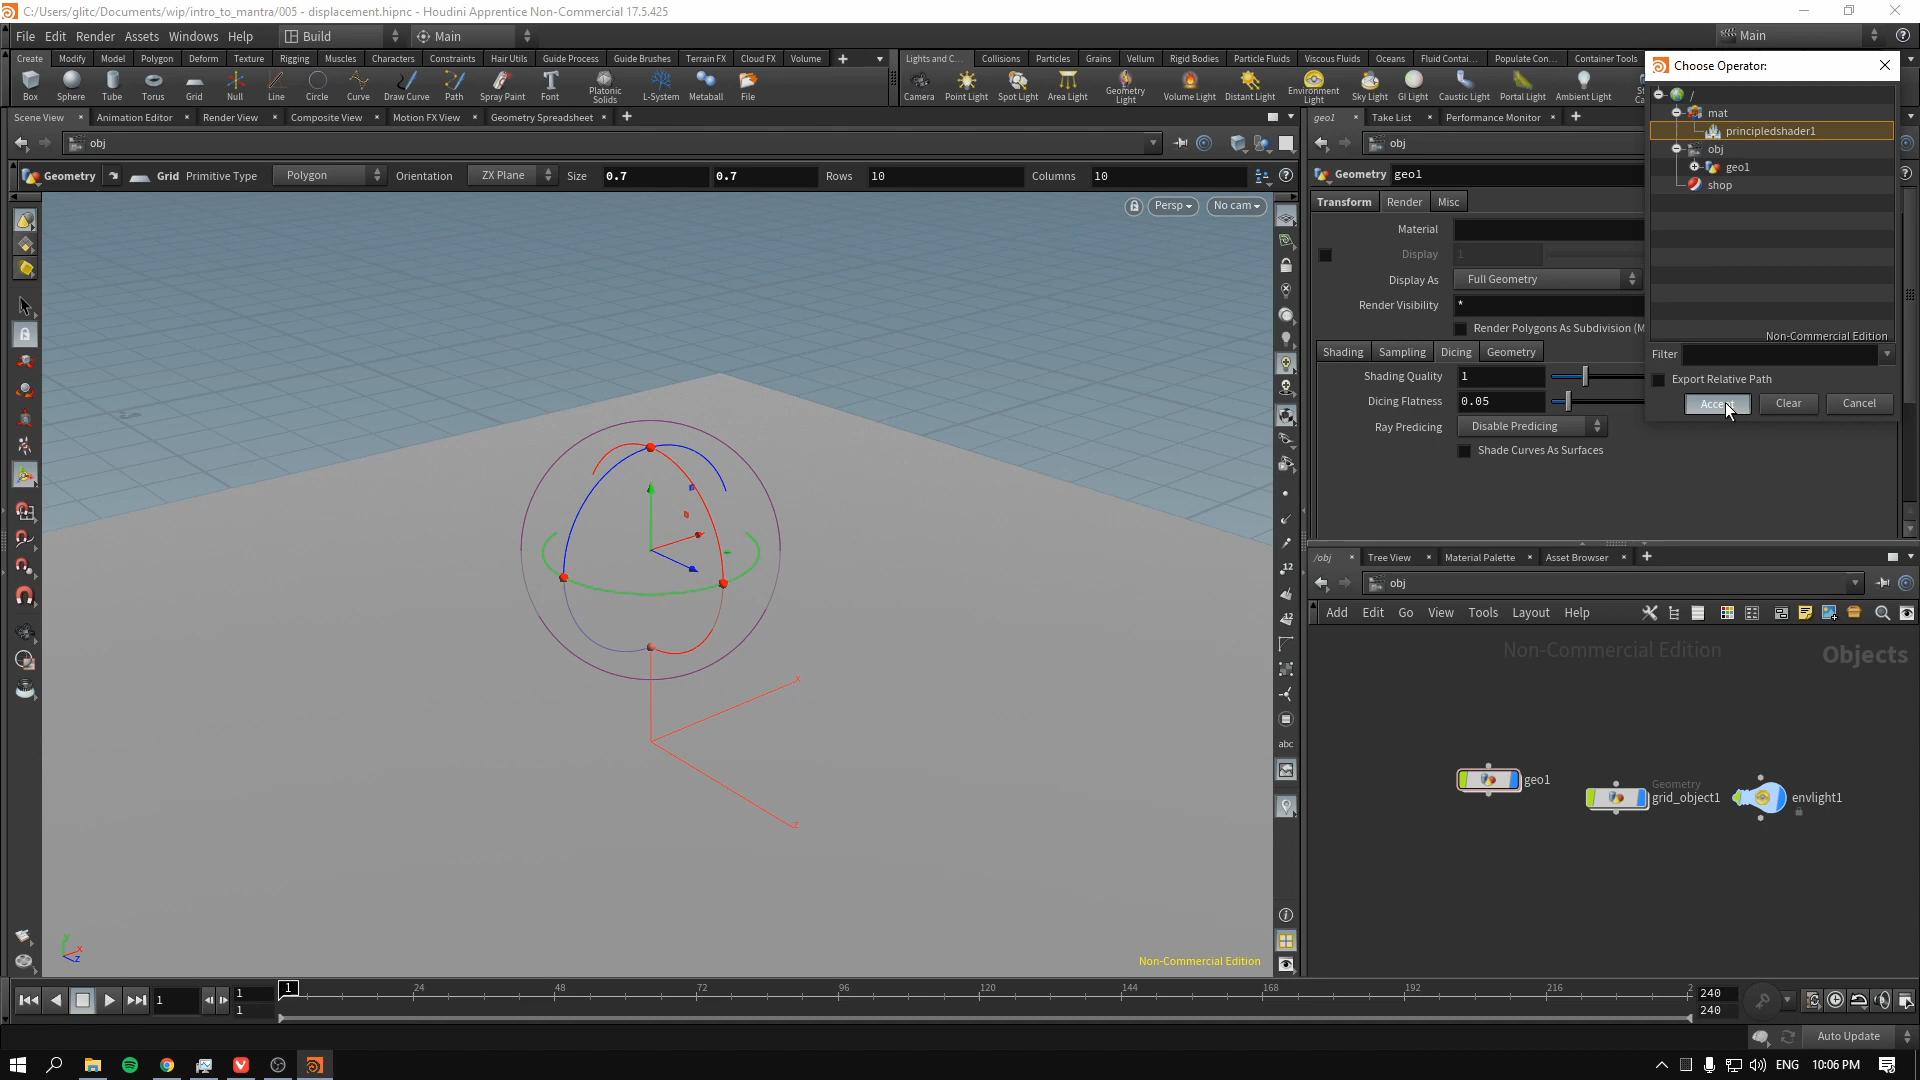 C:/Users/glitc/Documents/wip/intro_to_mantra/005 - displacement.hipnc - Houdini Apprentice Non-Commercial 17.5.425
File Edit Render Assets Windows Help Build Main Main
Create Modify Model Polygon Deform Texture Rigging Muscles Characters Constraints Hair Utils Guide Process Guide Brushes Terrain FX Cloud FX Volume
Lights and C... Collisions Particles Grains Vellum Rigid Bodies Particle Fluids Viscous Fluids Oceans Fluid Contai... Populate Con... Container Tools
Box Sphere Tube Torus Grid Null Line Circle Curve Draw Curve Path Spray Paint Font Platonic Solids L-System Metaball File
Camera Point Light Spot Light Area Light Geometry Light Volume Light Distant Light Environment Light Sky Light GI Light Caustic Light Portal Light Ambient Light
Scene View Animation Editor Render View Composite View Motion FX View Geometry Spreadsheet
obj
Geometry Grid Primitive Type Polygon Orientation ZX Plane Size 0.7 0.7 Rows 10 Columns 10
Persp No cam
x
z
y
x
z
12
12
abc
Non-Commercial Edition
geo1 Take List Performance Monitor
obj
Geometry geo1
Transform Render Misc
Material
Display 1
Display As Full Geometry
Render Visibility *
Render Polygons As Subdivision (M
Shading Sampling Dicing Geometry
Shading Quality 1
Dicing Flatness 0.05
Ray Predicing Disable Predicing
Shade Curves As Surfaces
Choose Operator:
/
mat
principledshader1
obj
geo1
shop
Non-Commercial Edition
Filter
Export Relative Path
Accept Clear Cancel
/obj Tree View Material Palette Asset Browser
obj
Add Edit Go View Tools Layout Help
Non-Commercial Edition
Objects
geo1
Geometry
grid_object1
envlight1
1 1 1 1 24 48 72 96 120 144 168 192 216 2 240 240
Auto Update
ENG 10:06 PM